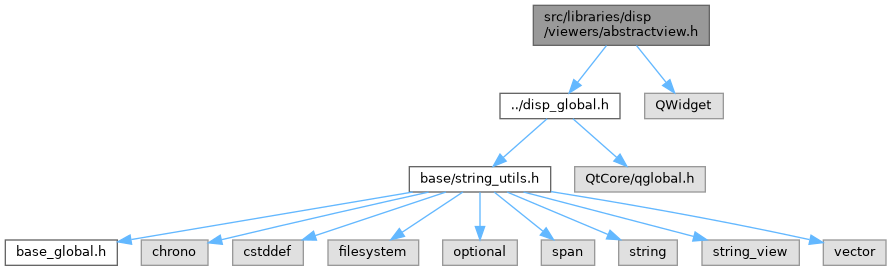 src/libraries/disp
/viewers/abstractview.h
../disp_global.h
QWidget
base/string_utils.h
QtCore/qglobal.h
base_global.h
chrono
cstddef
filesystem
optional
span
string
string_view
vector